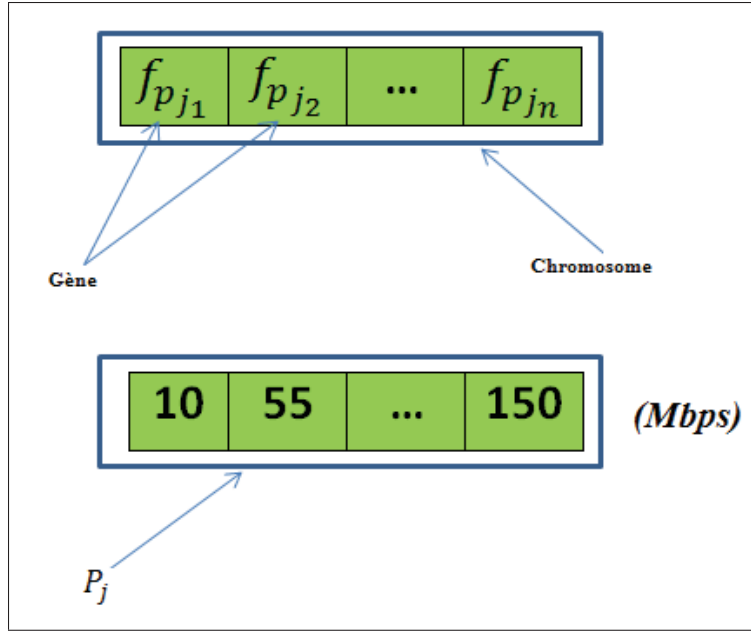 f_{p_{j_1}} f_{p_{j_2}} ... f_{p_{j_n}}
Gène
Chromosome
10 55 ... 150 (Mbps)
P_j